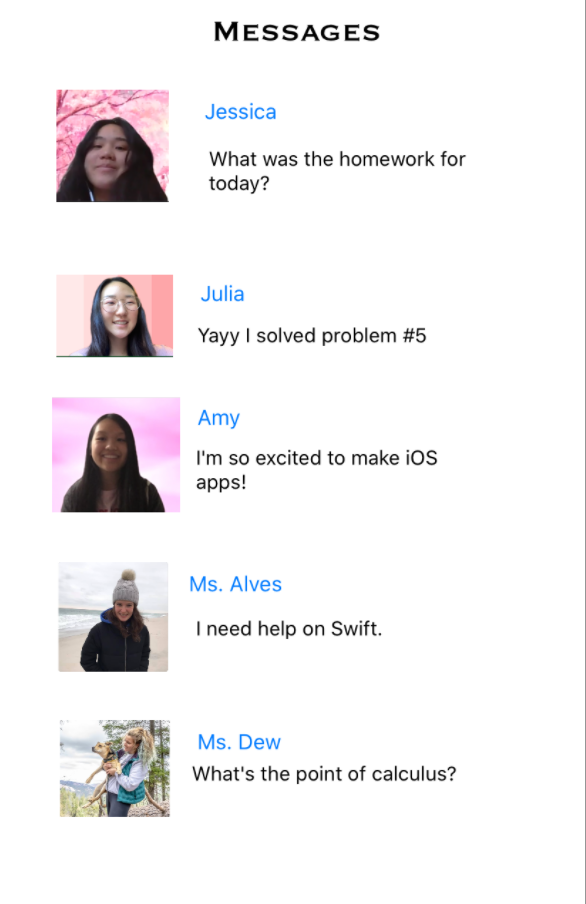 Messages
Jessica
What was the homework for
today?
Julia
Yayy I solved problem #5
Amy
I'm so excited to make iOS
apps!
Ms. Alves
I need help on Swift.
Ms. Dew
What's the point of calculus?